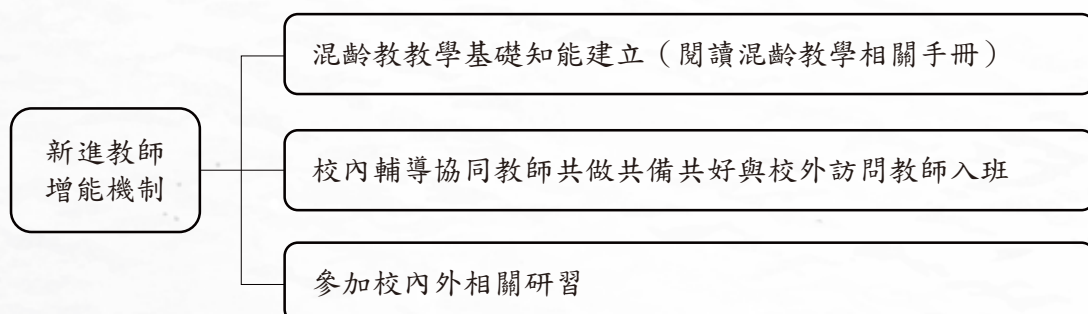 新進教師
增能機制
混齡教教學基礎知能建立（閱讀混齡教學相關手冊）
校內輔導協同教師共做共備共好與校外訪問教師入班
參加校內外相關研習